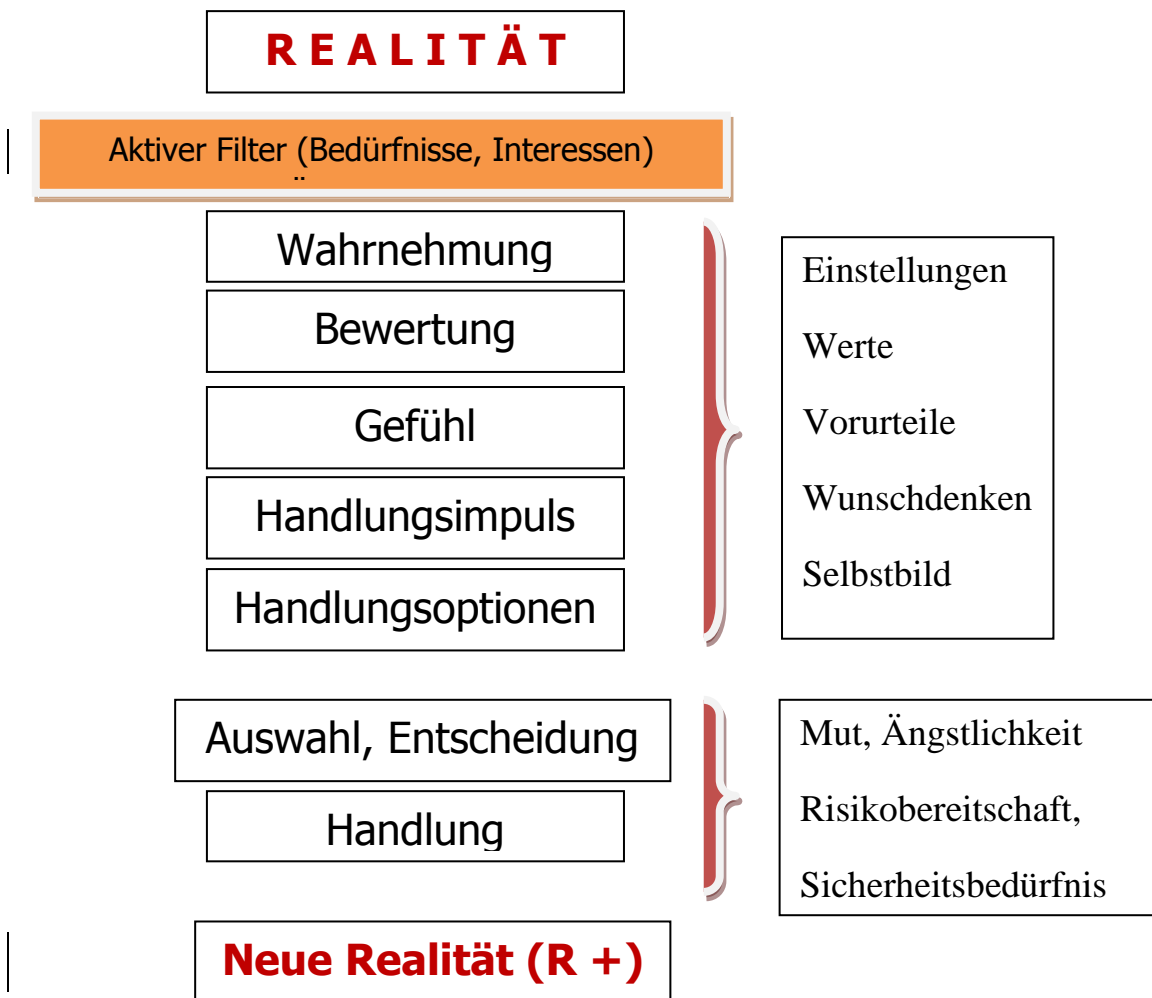 R E A L I T Ä T
Aktiver Filter (Bedürfnisse, Interessen)
Wahrnehmung
Bewertung
Gefühl
Handlungsimpuls
Handlungsoptionen
Einstellungen
Werte
Vorurteile
Wunschdenken
Selbstbild
Auswahl, Entscheidung
Handlung
Mut, Ängstlichkeit
Risikobereitschaft,
Sicherheitsbedürfnis
Neue Realität (R +)